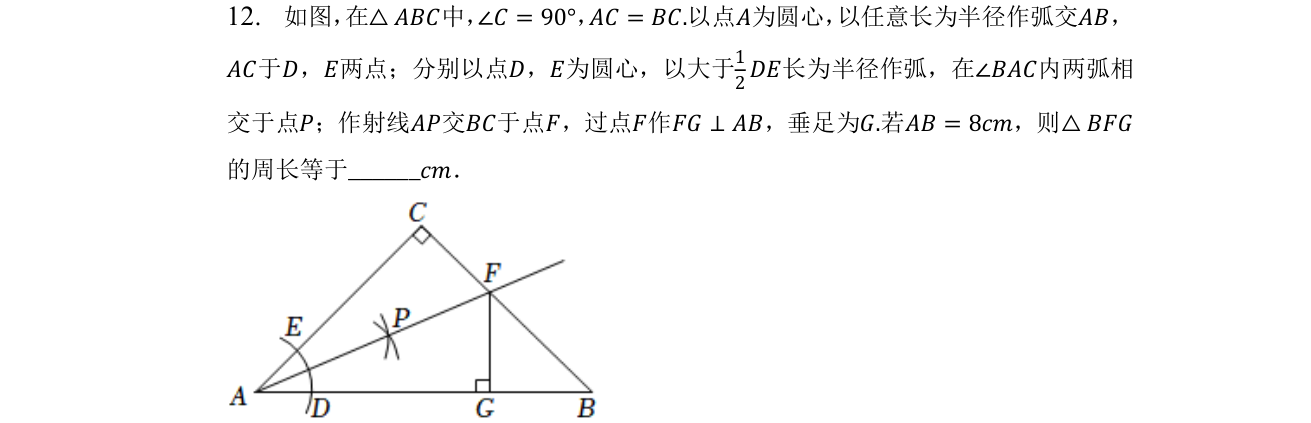 12. 如图,在△ ABC中,∠C = 90°,AC = BC.以点A为圆心,以任意长为半径作弧交AB,
AC于D,E两点;分别以点D,E为圆心,以大于1/2DE长为半径作弧,在∠BAC内两弧相
交于点P;作射线AP交BC于点F,过点F作FG ⊥ AB,垂足为G.若AB = 8cm,则△ BFG
的周长等于______cm.
C
F
P
E
A
D
G
B